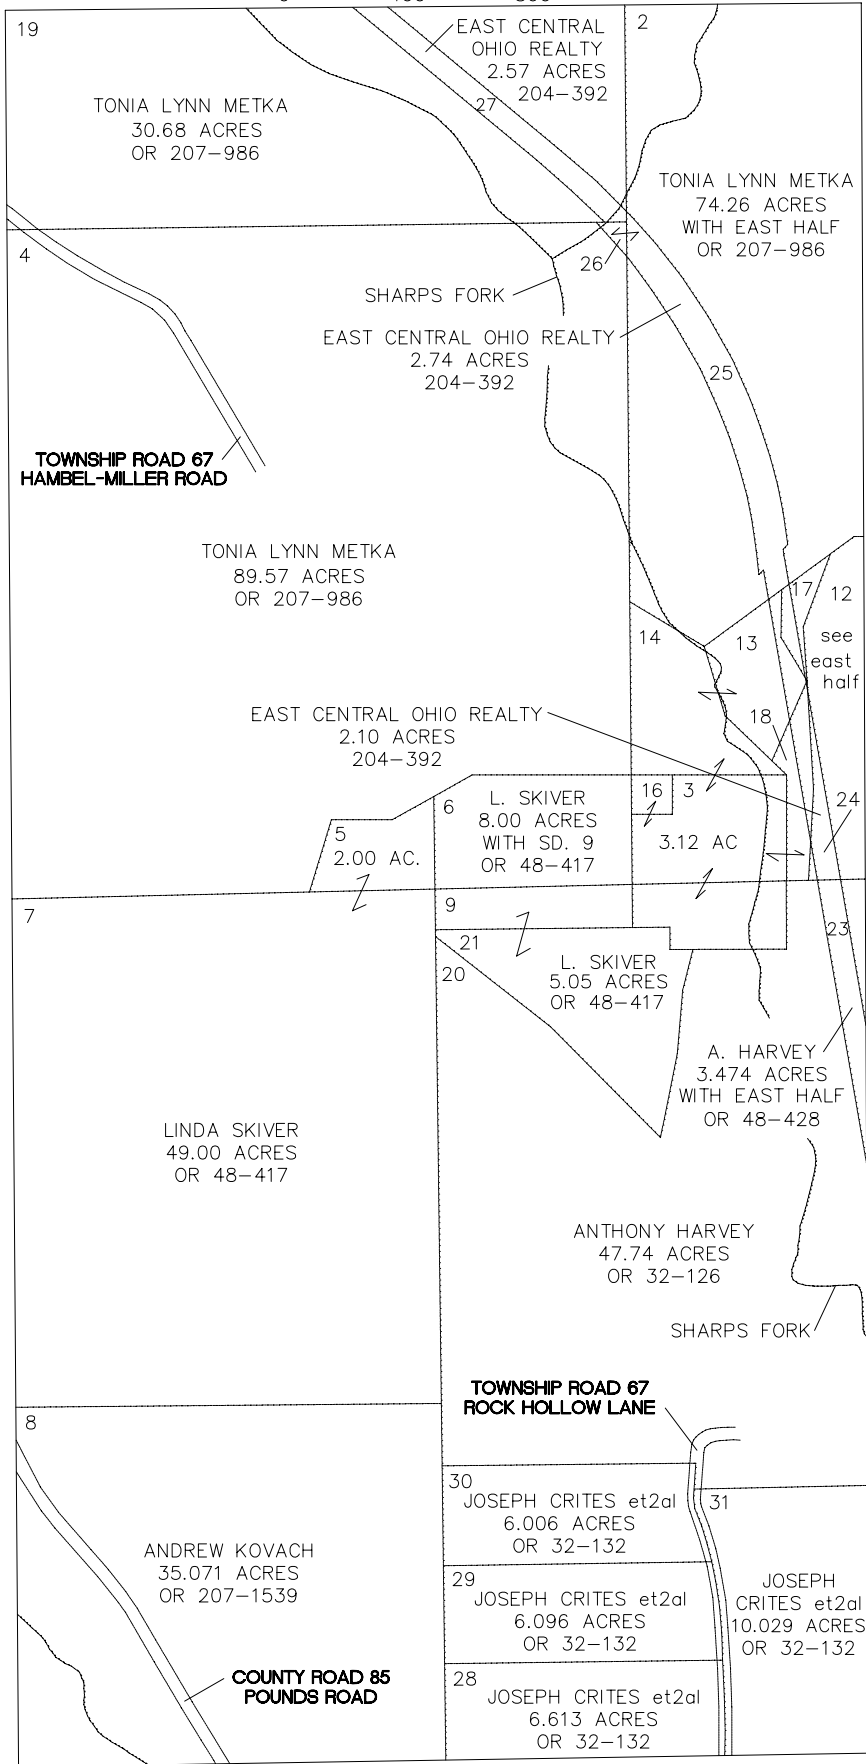 19
EAST CENTRAL
OHIO REALTY
2.57 ACRES
204-392
2
27
TONIA LYNN METKA
30.68 ACRES
OR 207-986
TONIA LYNN METKA
74.26 ACRES
WITH EAST HALF
OR 207-986
4
26
SHARPS FORK
EAST CENTRAL OHIO REALTY
2.74 ACRES
204-392
25
TOWNSHIP ROAD 67
HAMBEL-MILLER ROAD
TONIA LYNN METKA
89.57 ACRES
OR 207-986
17
12
see
east
half
14
13
18
EAST CENTRAL OHIO REALTY
2.10 ACRES
204-392
24
16
3
3.12 AC
6
L. SKIVER
8.00 ACRES
WITH SD. 9
OR 48-417
5
2.00 AC.
7
9
23
21
20
L. SKIVER
5.05 ACRES
OR 48-417
A. HARVEY
3.474 ACRES
WITH EAST HALF
OR 48-428
LINDA SKIVER
49.00 ACRES
OR 48-417
ANTHONY HARVEY
47.74 ACRES
OR 32-126
SHARPS FORK
TOWNSHIP ROAD 67
ROCK HOLLOW LANE
8
30
JOSEPH CRITES et2al
6.006 ACRES
OR 32-132
31
ANDREW KOVACH
35.071 ACRES
OR 207-1539
29
JOSEPH CRITES et2al
6.096 ACRES
OR 32-132
JOSEPH
CRITES et2al
10.029 ACRES
OR 32-132
COUNTY ROAD 85
POUNDS ROAD
28
JOSEPH CRITES et2al
6.613 ACRES
OR 32-132